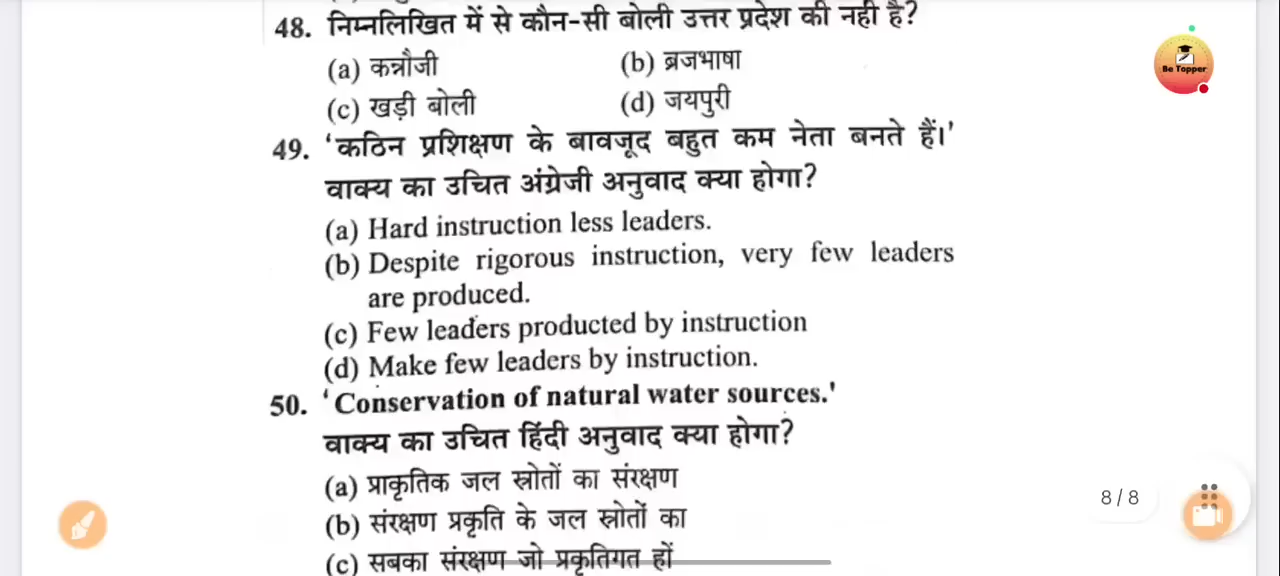 48. निम्नलिखित में से कौन-सी बोली उत्तर प्रदेश की नही है?
(a) कन्नौजी (b) ब्रजभाषा
(c) खड़ी बोली (d) जयपुरी
49. 'कठिन प्रशिक्षण के बावजूद बहुत कम नेता बनते हैं।'
वाक्य का उचित अंग्रेजी अनुवाद क्या होगा?
(a) Hard instruction less leaders.
(b) Despite rigorous instruction, very few leaders
are produced.
(c) Few leaders producted by instruction
(d) Make few leaders by instruction.
50. 'Conservation of natural water sources.'
वाक्य का उचित हिंदी अनुवाद क्या होगा?
(a) प्राकृतिक जल स्रोतों का संरक्षण
(b) संरक्षण प्रकृति के जल स्रोतों का
(c) सबका संरक्षण जो प्रकृतिगत हों
Be Topper
8/8